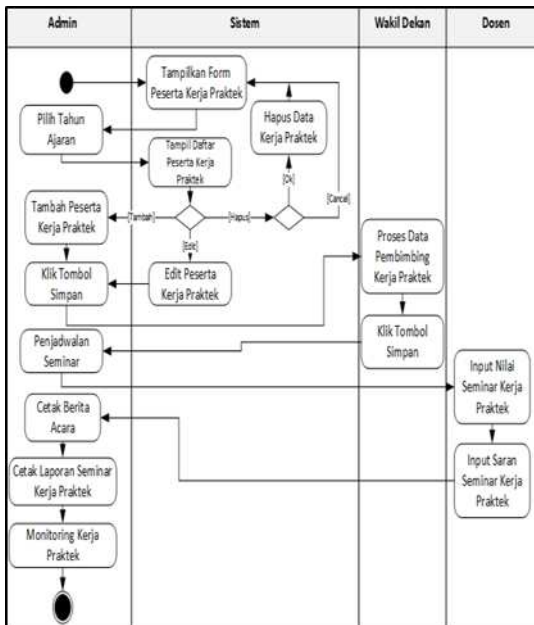 Admin
Sistem
Wakil Dekan
Dosen
Tampilkan Form
Peserta Kerja Praktek
Hapus Data
Kerja Praktek
Pilih Tahun
Ajaran
Tampil Daftar
Peserta Kerja
Praktek
[Ok]
[Cancel]
[Tambah]
[Hapus]
[Edit]
Tambah Peserta
Kerja Praktek
Klik Tombol
Simpan
Edit Peserta
Kerja Praktek
Proses Data
Pembimbing
Kerja Praktek
Klik Tombol
Simpan
Penjadwalan
Seminar
Input Nilai
Seminar Kerja
Praktek
Input Saran
Seminar Kerja
Praktek
Cetak Berita
Acara
Cetak Laporan Seminar
Kerja Praktek
Monitoring Kerja
Praktek